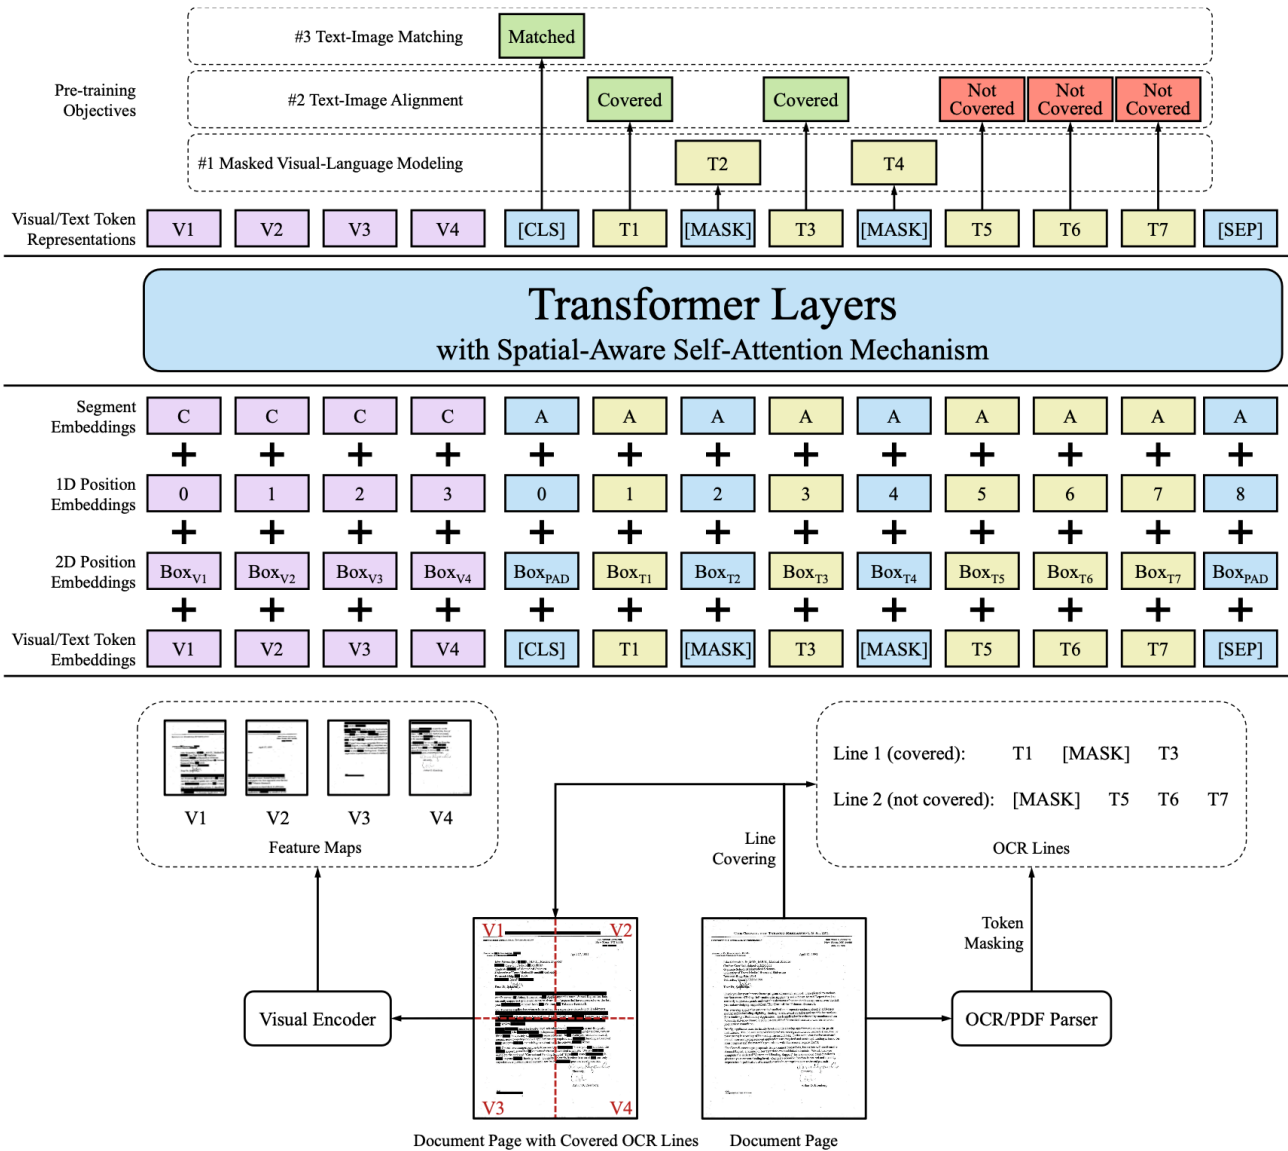 #3 Text-Image Matching Matched
Pre-training Objectives
#2 Text-Image Alignment Covered Covered Not Covered Not Covered Not Covered
#1 Masked Visual-Language Modeling T2 T4
Visual/Text Token Representations V1 V2 V3 V4 [CLS] T1 [MASK] T3 [MASK] T5 T6 T7 [SEP]
Transformer Layers
with Spatial-Aware Self-Attention Mechanism
Segment Embeddings C C C C A A A A A A A A A
+ + + + + + + + + + + + +
1D Position Embeddings 0 1 2 3 0 1 2 3 4 5 6 7 8
+ + + + + + + + + + + + +
2D Position Embeddings BoxV1 BoxV2 BoxV3 BoxV4 BoxPAD BoxT1 BoxT2 BoxT3 BoxT4 BoxT5 BoxT6 BoxT7 BoxPAD
+ + + + + + + + + + + + +
Visual/Text Token Embeddings V1 V2 V3 V4 [CLS] T1 [MASK] T3 [MASK] T5 T6 T7 [SEP]
V1 V2 V3 V4
Feature Maps
Line 1 (covered): T1 [MASK] T3
Line 2 (not covered): [MASK] T5 T6 T7
OCR Lines
Line Covering
Token Masking
Visual Encoder
V1 V2
V3 V4
OCR/PDF Parser
Document Page with Covered OCR Lines
Document Page